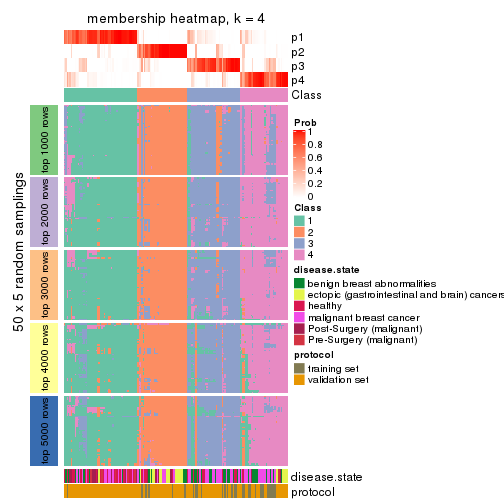 membership heatmap, k = 4
p1
p2
p3
p4
Class
50 x 5 random samplings
top 1000 rows
top 2000 rows
top 3000 rows
top 4000 rows
top 5000 rows
disease.state
protocol
Prob
1
0.8
0.6
0.4
0.2
0
Class
1
2
3
4
disease.state
benign breast abnormalities
ectopic (gastrointestinal and brain) cancers
healthy
malignant breast cancer
Post-Surgery (malignant)
Pre-Surgery (malignant)
protocol
training set
validation set